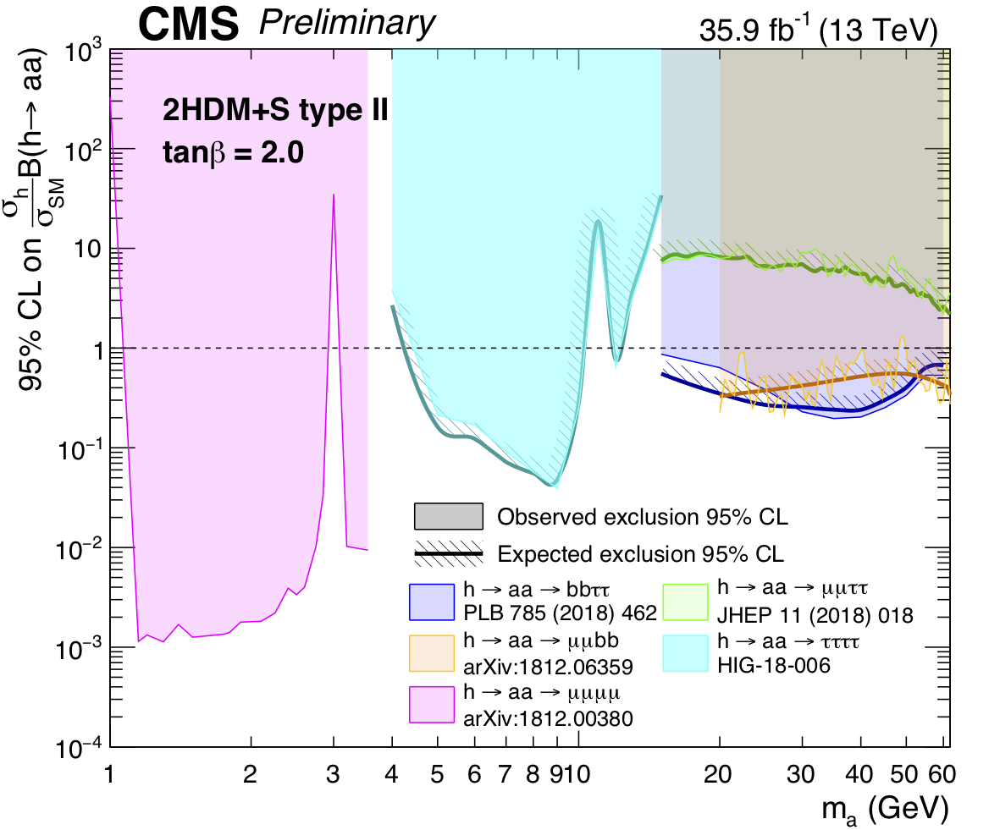 CMS Preliminary 35.9 fb⁻¹ (13 TeV)
95% CL on σh/σSM B(h→ aa)
2HDM+S type II
tanβ = 2.0
10³
10²
10
1
10⁻¹
10⁻²
10⁻³
10⁻⁴
Observed exclusion 95% CL
Expected exclusion 95% CL
h → aa → bbττ
PLB 785 (2018) 462
h → aa → μμbb
arXiv:1812.06359
h → aa → μμμμ
arXiv:1812.00380
h → aa → μμττ
JHEP 11 (2018) 018
h → aa → ττττ
HIG-18-006
1 2 3 4 5 6 7 8 9 10 20 30 40 50 60
mₐ (GeV)